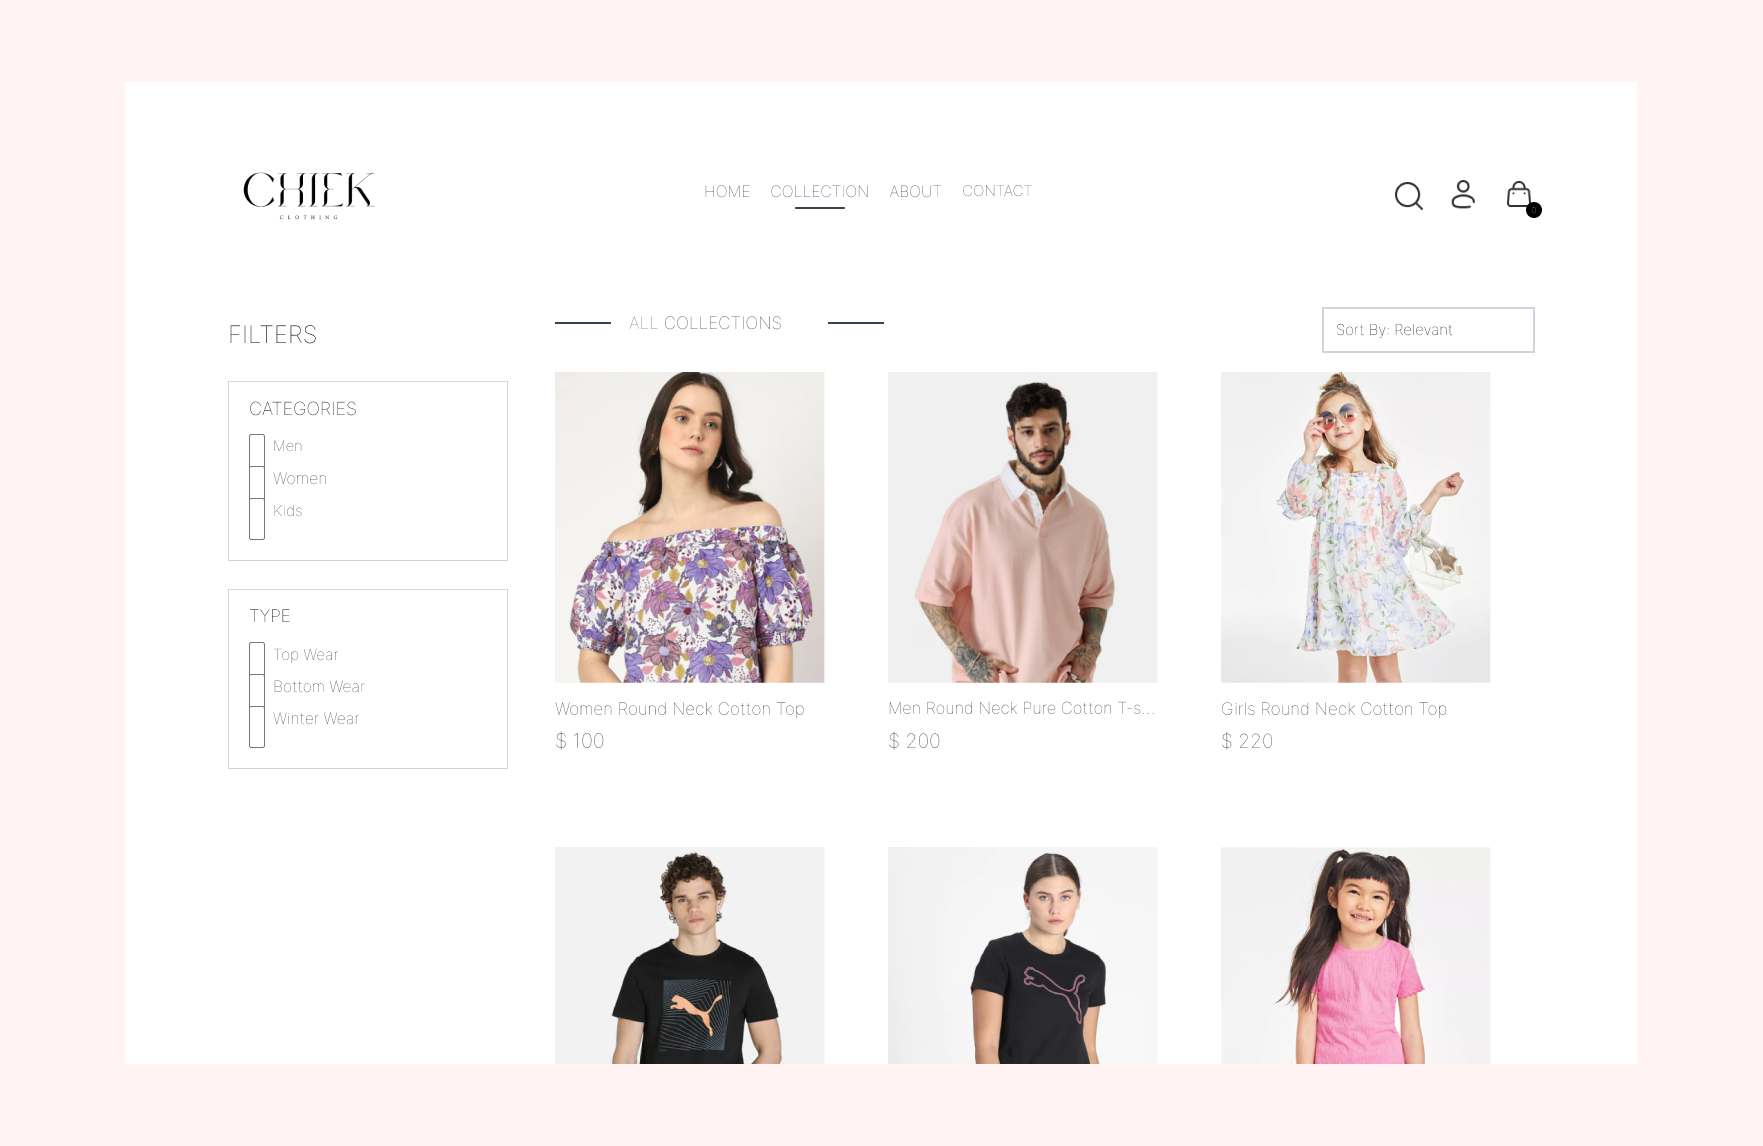 CHIEK
CLOTHING
HOME COLLECTION ABOUT CONTACT
FILTERS
ALL COLLECTIONS
Sort By: Relevant
CATEGORIES
Men
Women
Kids
TYPE
Top Wear
Bottom Wear
Winter Wear
Women Round Neck Cotton Top
$ 100
Men Round Neck Pure Cotton T-s...
$ 200
Girls Round Neck Cotton Top
$ 220